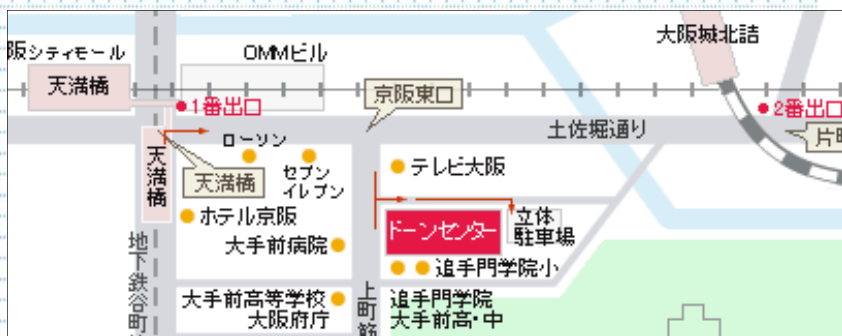 阪シティモール
OMMビル
大阪城北詰
天満橋
1番出口
京阪東口
2番出口
土佐堀通り
片町
ローソン
天満橋
天満橋
セブン
イレブン
テレビ大阪
ホテル京阪
ドーンセンター
立体
駐車場
大手前病院
追手門学院小
地下鉄谷町
上町筋
大手前高等学校
大阪府庁
追手門学院
大手前高・中